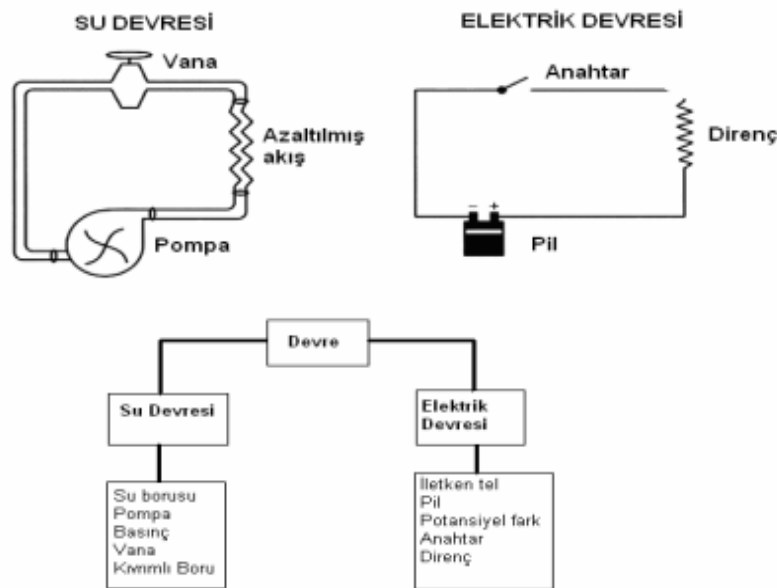 SU DEVRESİ
Vana
Azaltılmış
akış
Pompa
ELEKTRİK DEVRESİ
Anahtar
Direnç
- +
Pil
Devre
Su Devresi
Elektrik
Devresi
Su borusu
Pompa
Basınç
Vana
Kıvrımlı Boru
İletken tel
Pil
Potansiyel fark
Anahtar
Direnç